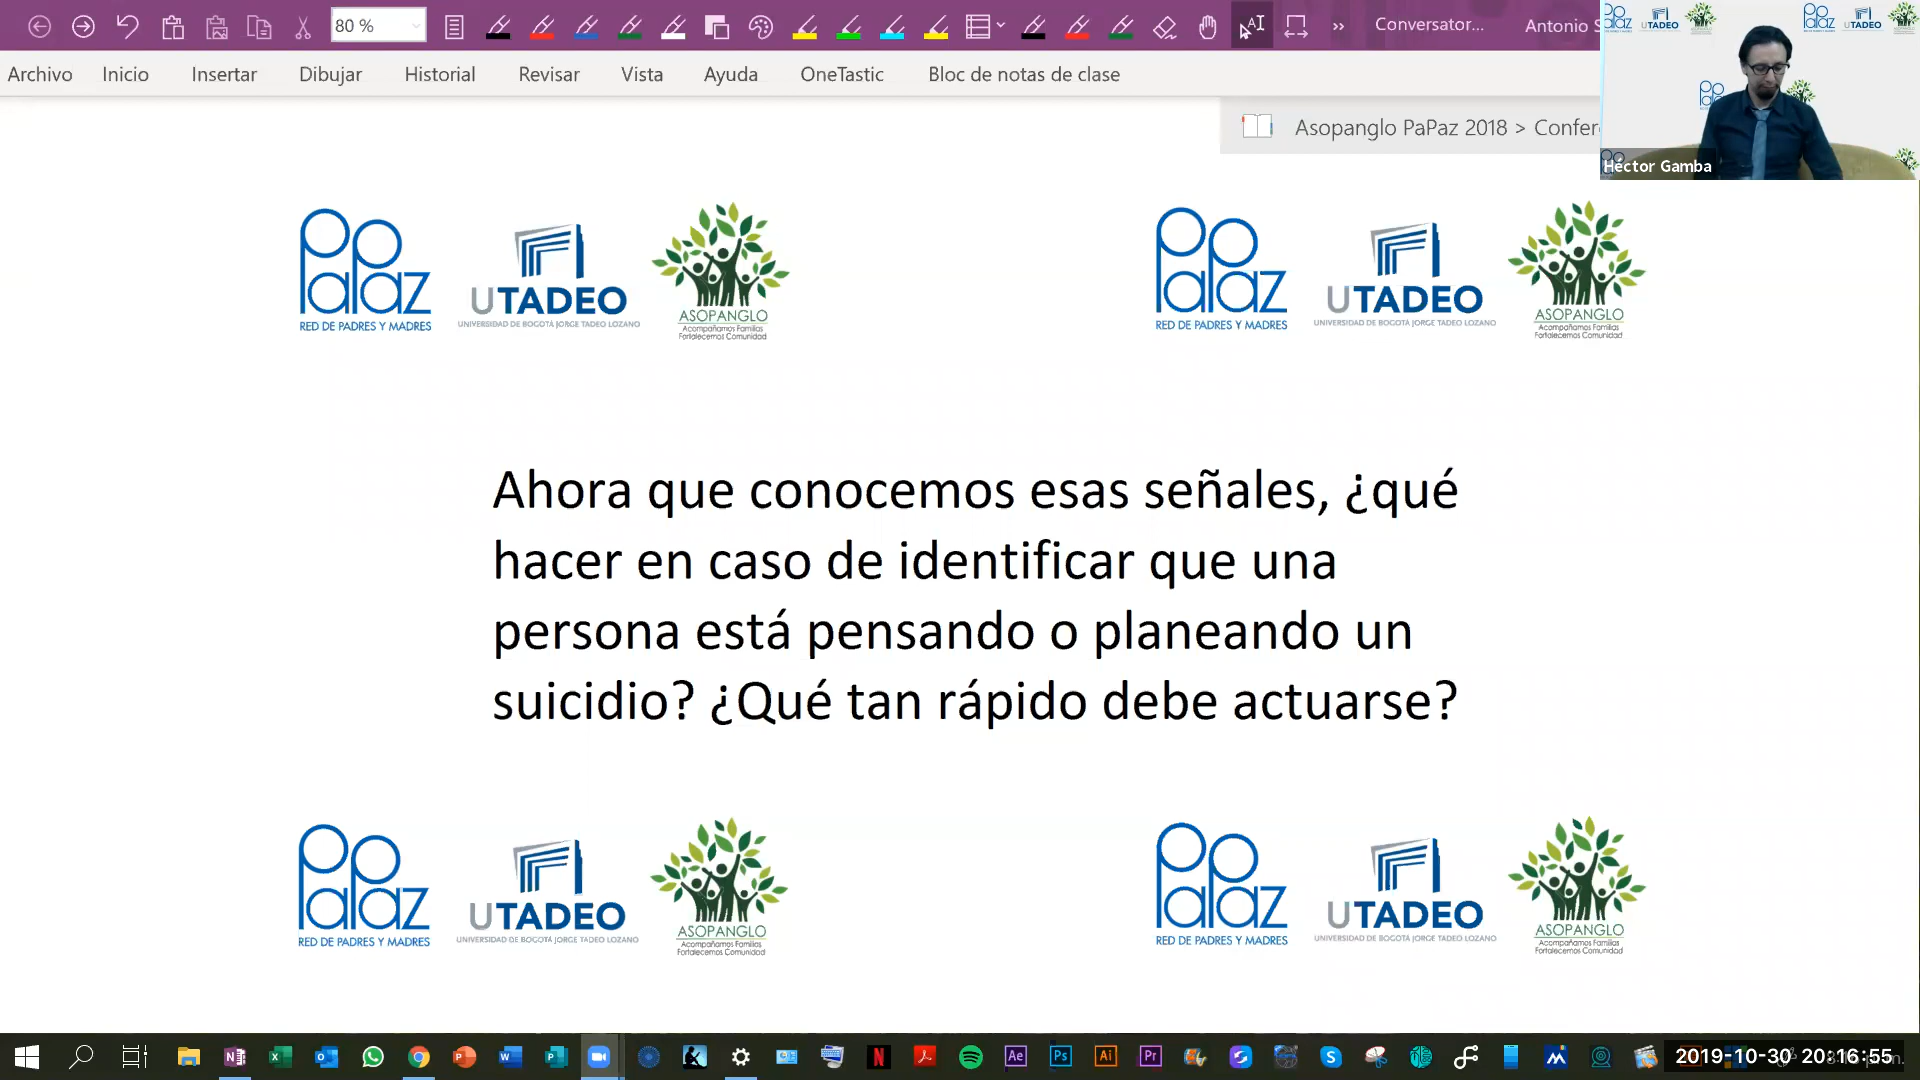 80 %
Conversator...
Antonio S
Archivo
Inicio
Insertar
Dibujar
Historial
Revisar
Vista
Ayuda
OneTastic
Bloc de notas de clase
Asopanglo PaPaz 2018 > Confer
UTADEO
UTADEO
Héctor Gamba
PaPaz
RED DE PADRES Y MADRES
UTADEO
UNIVERSIDAD DE BOGOTÁ JORGE TADEO LOZANO
ASOPANGLO
Acompañamos Familias
Fortalecemos Comunidad
PaPaz
RED DE PADRES Y MADRES
UTADEO
UNIVERSIDAD DE BOGOTÁ JORGE TADEO LOZANO
ASOPANGLO
Acompañamos Familias
Fortalecemos Comunidad
Ahora que conocemos esas señales, ¿qué
hacer en caso de identificar que una
persona está pensando o planeando un
suicidio? ¿Qué tan rápido debe actuarse?
PaPaz
RED DE PADRES Y MADRES
UTADEO
UNIVERSIDAD DE BOGOTÁ JORGE TADEO LOZANO
ASOPANGLO
Acompañamos Familias
Fortalecemos Comunidad
PaPaz
RED DE PADRES Y MADRES
UTADEO
UNIVERSIDAD DE BOGOTÁ JORGE TADEO LOZANO
ASOPANGLO
Acompañamos Familias
Fortalecemos Comunidad
Ae
Ps
Ai
Pr
2019-10-30 20:16:55